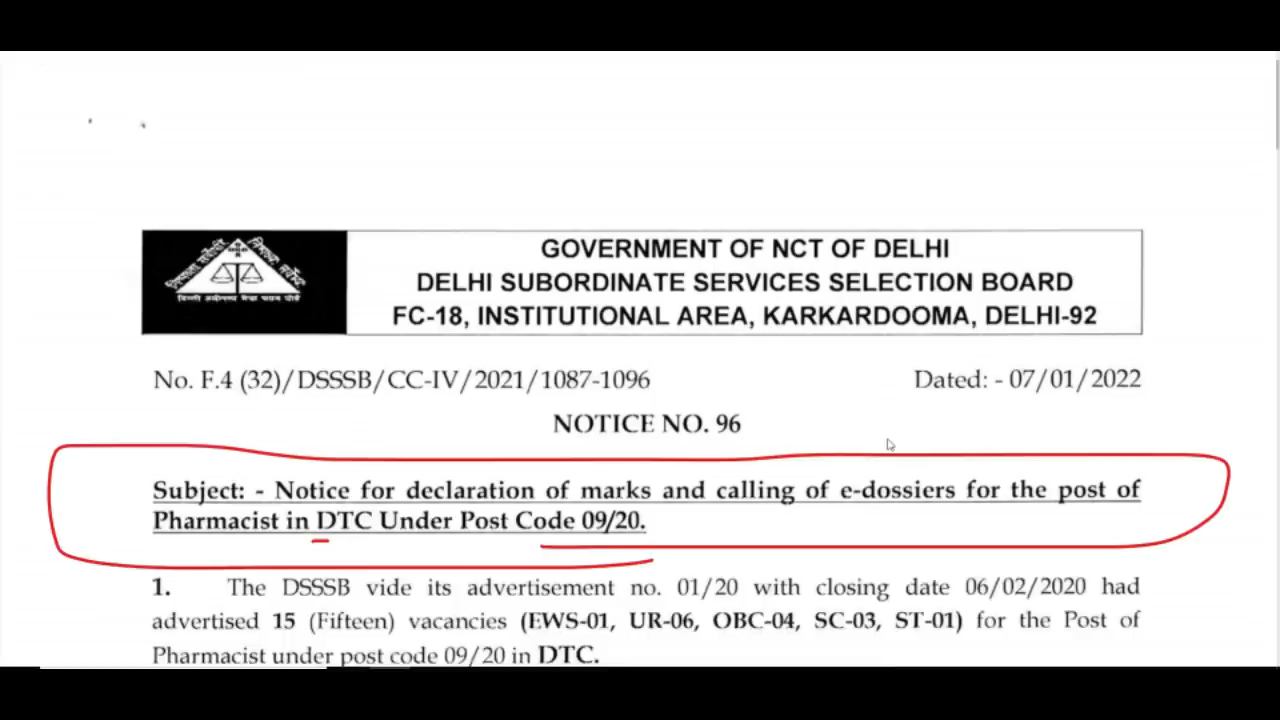 GOVERNMENT OF NCT OF DELHI
DELHI SUBORDINATE SERVICES SELECTION BOARD
FC-18, INSTITUTIONAL AREA, KARKARDOOMA, DELHI-92
No. F.4 (32)/DSSSB/CC-IV/2021/1087-1096 Dated: - 07/01/2022
NOTICE NO. 96
Subject: - Notice for declaration of marks and calling of e-dossiers for the post of
Pharmacist in DTC Under Post Code 09/20.
1. The DSSSB vide its advertisement no. 01/20 with closing date 06/02/2020 had
advertised 15 (Fifteen) vacancies (EWS-01, UR-06, OBC-04, SC-03, ST-01) for the Post of
Pharmacist under post code 09/20 in DTC.